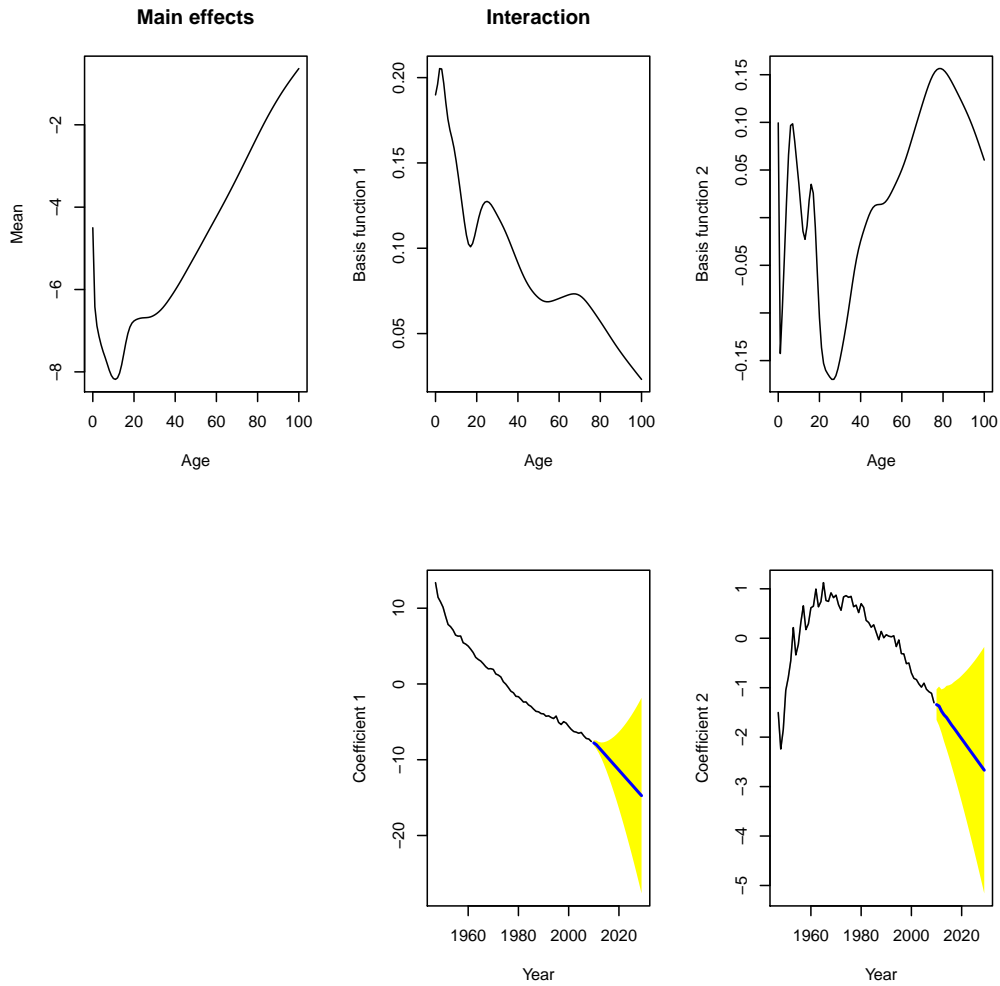 Main effects
Interaction
Mean
−2
−4
−6
−8
0 20 40 60 80 100
Age
Basis function 1
0.20
0.15
0.10
0.05
0 20 40 60 80 100
Age
Basis function 2
0.15
0.10
0.05
−0.05
−0.15
0 20 40 60 80 100
Age
Coefficient 1
10
0
−10
−20
1960 1980 2000 2020
Year
Coefficient 2
1
0
−1
−2
−3
−4
−5
1960 1980 2000 2020
Year